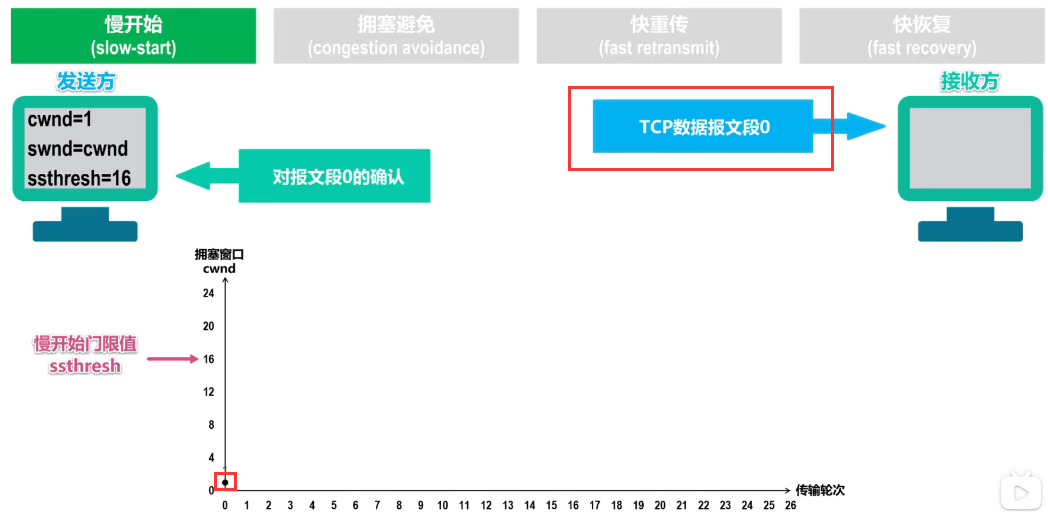 慢开始
(slow-start)
拥塞避免
(congestion avoidance)
快重传
(fast retransmit)
快恢复
(fast recovery)
发送方
接收方
cwnd=1
swnd=cwnd
ssthresh=16
TCP数据报文段0
对报文段0的确认
拥塞窗口
cwnd
24
20
慢开始门限值
ssthresh
16
12
8
4
0
传输轮次
0 1 2 3 4 5 6 7 8 9 10 11 12 13 14 15 16 17 18 19 20 21 22 23 24 25 26